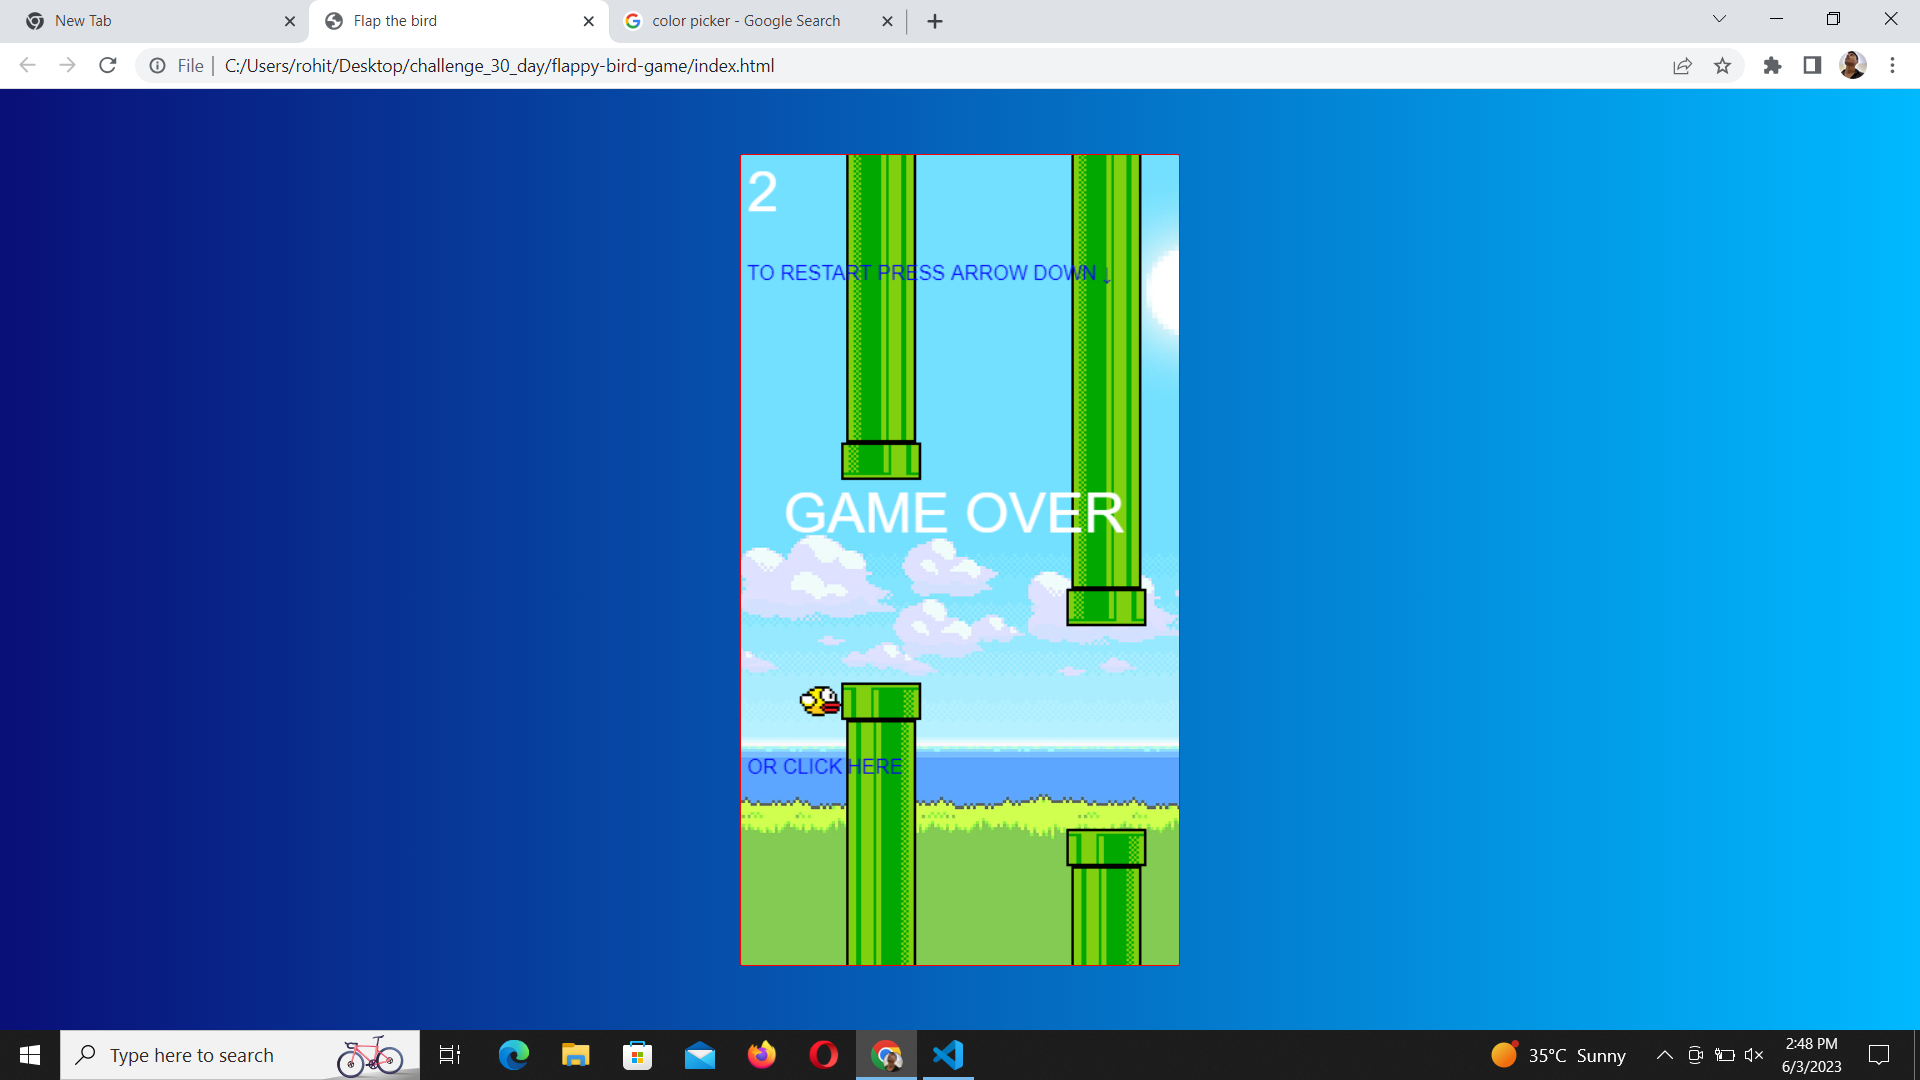 New Tab
Flap the bird
color picker - Google Search
File
C:/Users/rohit/Desktop/challenge_30_day/flappy-bird-game/index.html
2
TO RESTART PRESS ARROW DOWN ↓
GAME OVER
OR CLICK HERE
Type here to search
35°C Sunny
2:48 PM
6/3/2023